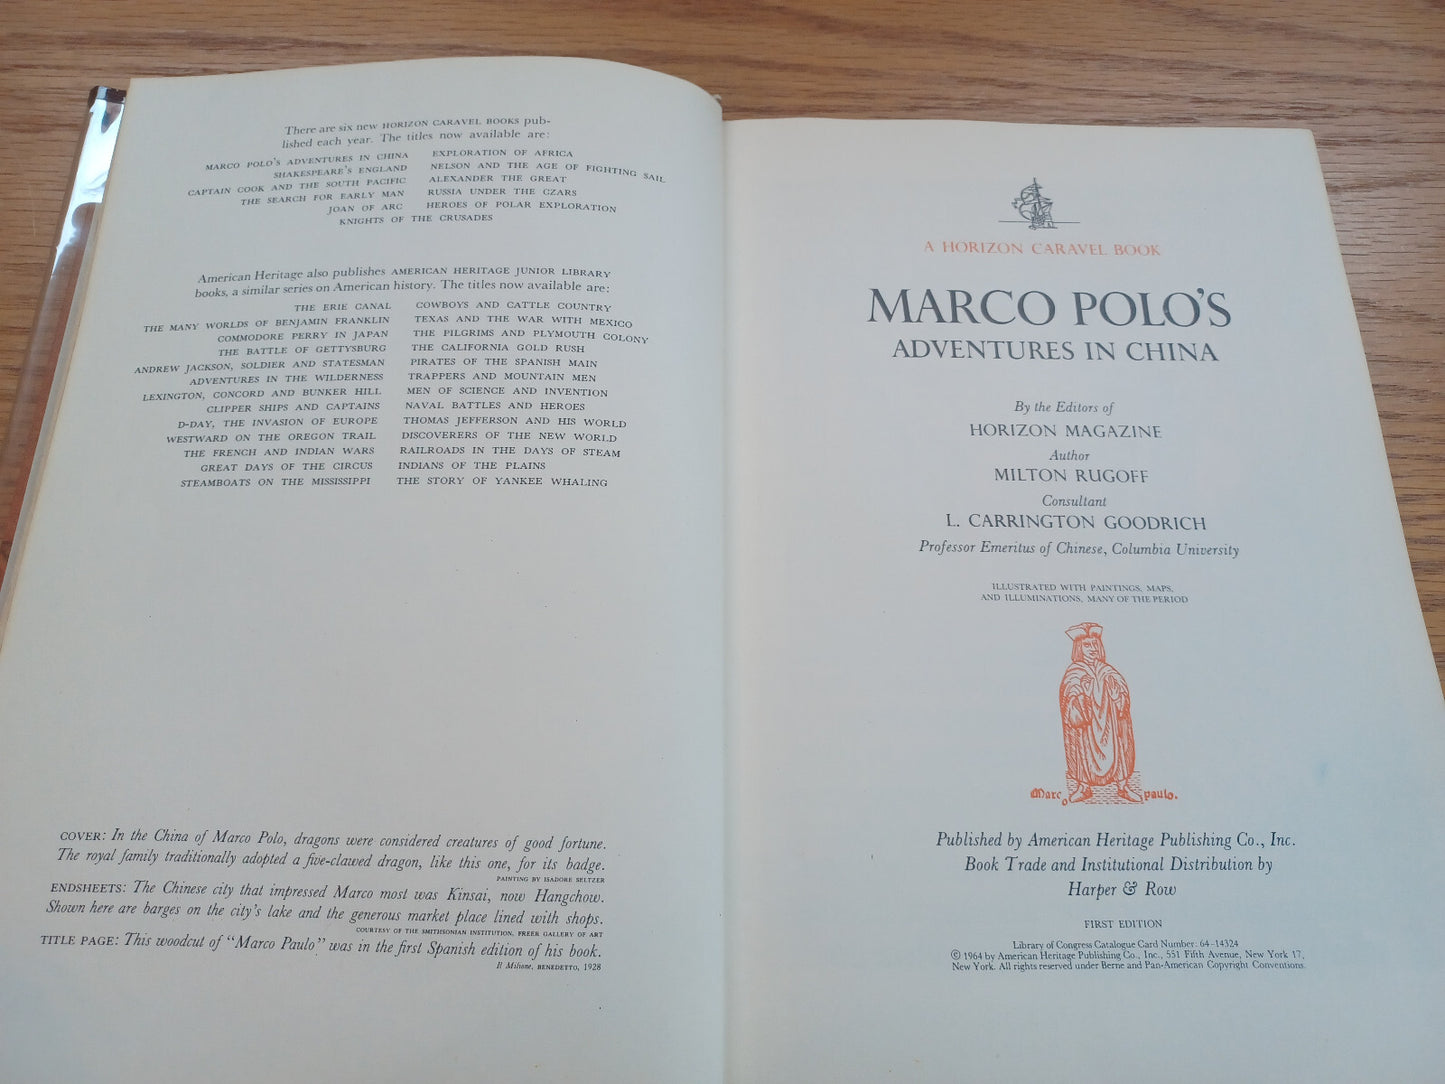 There are six new HORIZON CARAVEL BOOKS pub-
lished each year. The titles now available are:
MARCO POLO'S ADVENTURES IN CHINA
SHAKESPEARE'S ENGLAND
CAPTAIN COOK AND THE SOUTH PACIFIC
THE SEARCH FOR EARLY MAN
JOAN OF ARC
EXPLORATION OF AFRICA
NELSON AND THE AGE OF FIGHTING SAIL
ALEXANDER THE GREAT
RUSSIA UNDER THE CZARS
HEROES OF POLAR EXPLORATION
KNIGHTS OF THE CRUSADES
American Heritage also publishes AMERICAN HERITAGE JUNIOR LIBRARY
books, a similar series on American history. The titles now available are:
THE ERIE CANAL
THE MANY WORLDS OF BENJAMIN FRANKLIN
COMMODORE PERRY IN JAPAN
THE BATTLE OF GETTYSBURG
ANDREW JACKSON, SOLDIER AND STATESMAN
ADVENTURES IN THE WILDERNESS
LEXINGTON, CONCORD AND BUNKER HILL
CLIPPER SHIPS AND CAPTAINS
D-DAY, THE INVASION OF EUROPE
WESTWARD ON THE OREGON TRAIL
THE FRENCH AND INDIAN WARS
GREAT DAYS OF THE CIRCUS
STEAMBOATS ON THE MISSISSIPPI
COWBOYS AND CATTLE COUNTRY
TEXAS AND THE WAR WITH MEXICO
THE PILGRIMS AND PLYMOUTH COLONY
THE CALIFORNIA GOLD RUSH
PIRATES OF THE SPANISH MAIN
TRAPPERS AND MOUNTAIN MEN
MEN OF SCIENCE AND INVENTION
NAVAL BATTLES AND HEROES
THOMAS JEFFERSON AND HIS WORLD
DISCOVERERS OF THE NEW WORLD
RAILROADS IN THE DAYS OF STEAM
INDIANS OF THE PLAINS
THE STORY OF YANKEE WHALING
COVER: In the China of Marco Polo, dragons were considered creatures of good fortune.
The royal family traditionally adopted a five-clawed dragon, like this one, for its badge.
PAINTING BY ISADORE SELTZER
ENDSHEETS: The Chinese city that impressed Marco most was Kinsai, now Hangchow.
Shown here are barges on the city's lake and the generous market place lined with shops.
COURTESY OF THE SMITHSONIAN INSTITUTION, FREER GALLERY OF ART
TITLE PAGE: This woodcut of "Marco Paulo" was in the first Spanish edition of his book.
Il Milione, BENEDETTO, 1928
A HORIZON CARAVEL BOOK
MARCO POLO'S
ADVENTURES IN CHINA
By the Editors of
HORIZON MAGAZINE
Author
MILTON RUGOFF
Consultant
L. CARRINGTON GOODRICH
Professor Emeritus of Chinese, Columbia University
ILLUSTRATED WITH PAINTINGS, MAPS,
AND ILLUMINATIONS, MANY OF THE PERIOD
Marco paulo.
Published by American Heritage Publishing Co., Inc.
Book Trade and Institutional Distribution by
Harper & Row
FIRST EDITION
Library of Congress Catalogue Card Number: 64-14324
© 1964 by American Heritage Publishing Co., Inc., 551 Fifth Avenue, New York 17,
New York. All rights reserved under Berne and Pan-American Copyright Conventions.